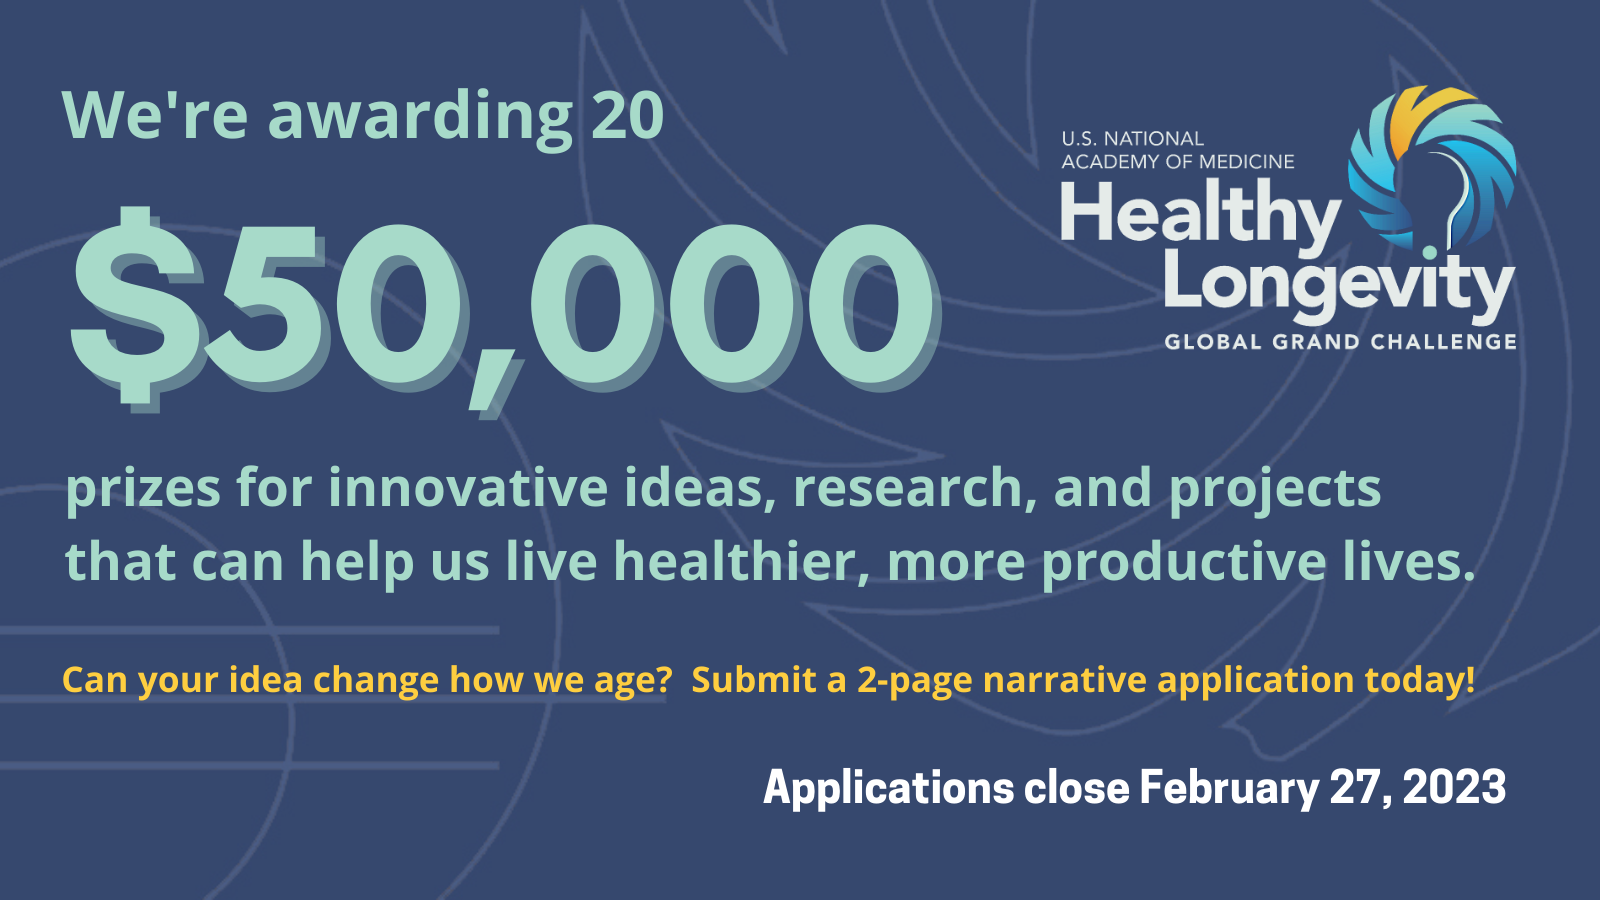 We're awarding 20
$50,000
prizes for innovative ideas, research, and projects
that can help us live healthier, more productive lives.
Can your idea change how we age?  Submit a 2-page narrative application today!
Applications close February 27, 2023
U.S. NATIONAL
ACADEMY OF MEDICINE
Healthy
Longevity
GLOBAL GRAND CHALLENGE